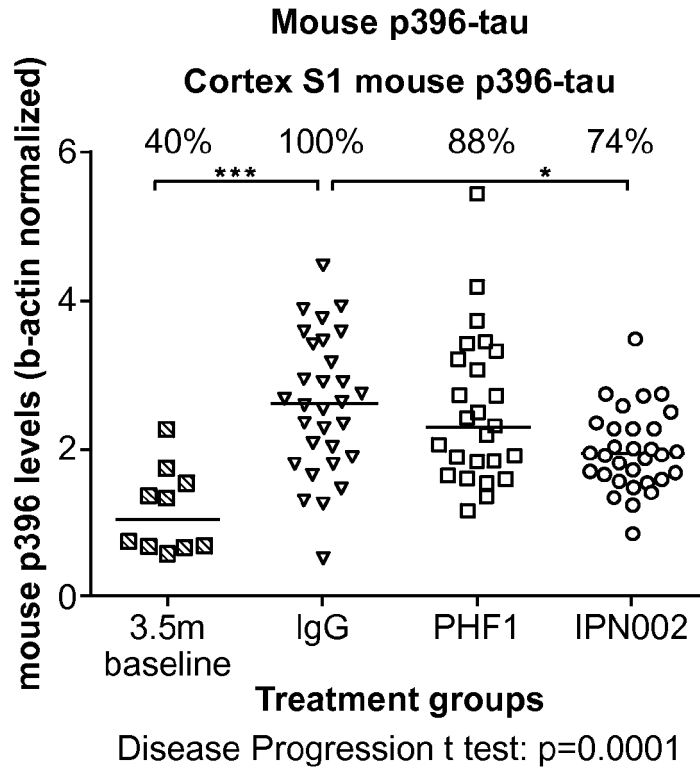 Mouse p396-tau
Cortex S1 mouse p396-tau
mouse p396 levels (b-actin normalized)
40% 100% 88% 74%
*** *
6
4
2
0
3.5m baseline IgG PHF1 IPN002
Treatment groups
Disease Progression t test: p=0.0001